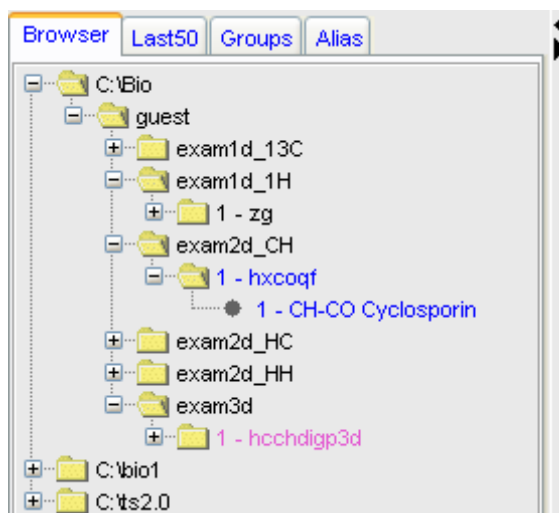 Browser Last50 Groups Alias
C:\Bio
guest
exam1d_13C
exam1d_1H
1 - zg
exam2d_CH
1 - hxcoqf
1 - CH-CO Cyclosporin
exam2d_HC
exam2d_HH
exam3d
1 - hcchdigp3d
C:\bio1
C:\ts2.0